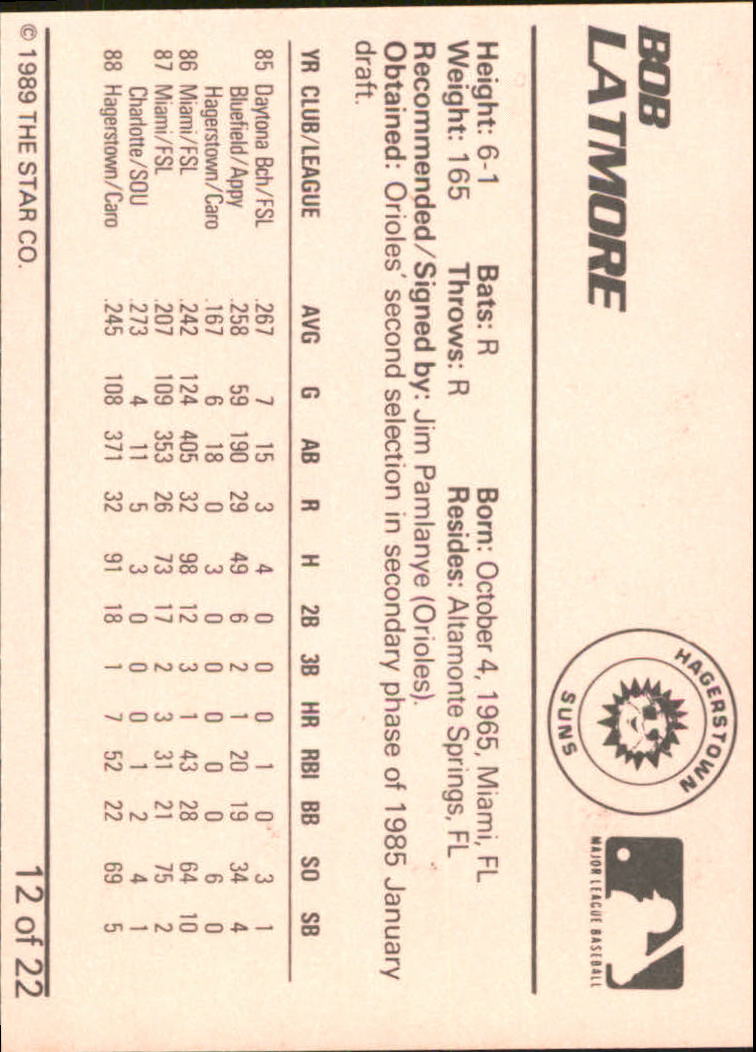 BOB
LATMORE
HAGERSTOWN
SUNS
MAJOR LEAGUE BASEBALL
Height: 6-1 Bats: R Born: October 4, 1965, Miami, FL
Weight: 165 Throws: R Resides: Altamonte Springs, FL
Recommended/Signed by: Jim Pamlanye (Orioles).
Obtained: Orioles' second selection in secondary phase of 1985 January
draft.
YR CLUB/LEAGUE AVG G AB R H 2B 3B HR RBI BB SO SB
85 Daytona Bch/FSL .267 7 15 3 4 0 0 0 1 0 3 1
Bluefield/Appy .258 59 190 29 49 6 2 1 20 19 34 4
Hagerstown/Caro .167 6 18 0 3 0 0 0 0 0 6 0
86 Miami/FSL .242 124 405 32 98 12 3 1 43 28 64 10
87 Miami/FSL .207 109 353 26 73 17 2 3 31 21 75 2
Charlotte/SOU .273 4 11 5 3 0 0 0 1 2 4 1
88 Hagerstown/Caro .245 108 371 32 91 18 1 7 52 22 69 5
© 1989 THE STAR CO. 12 of 22